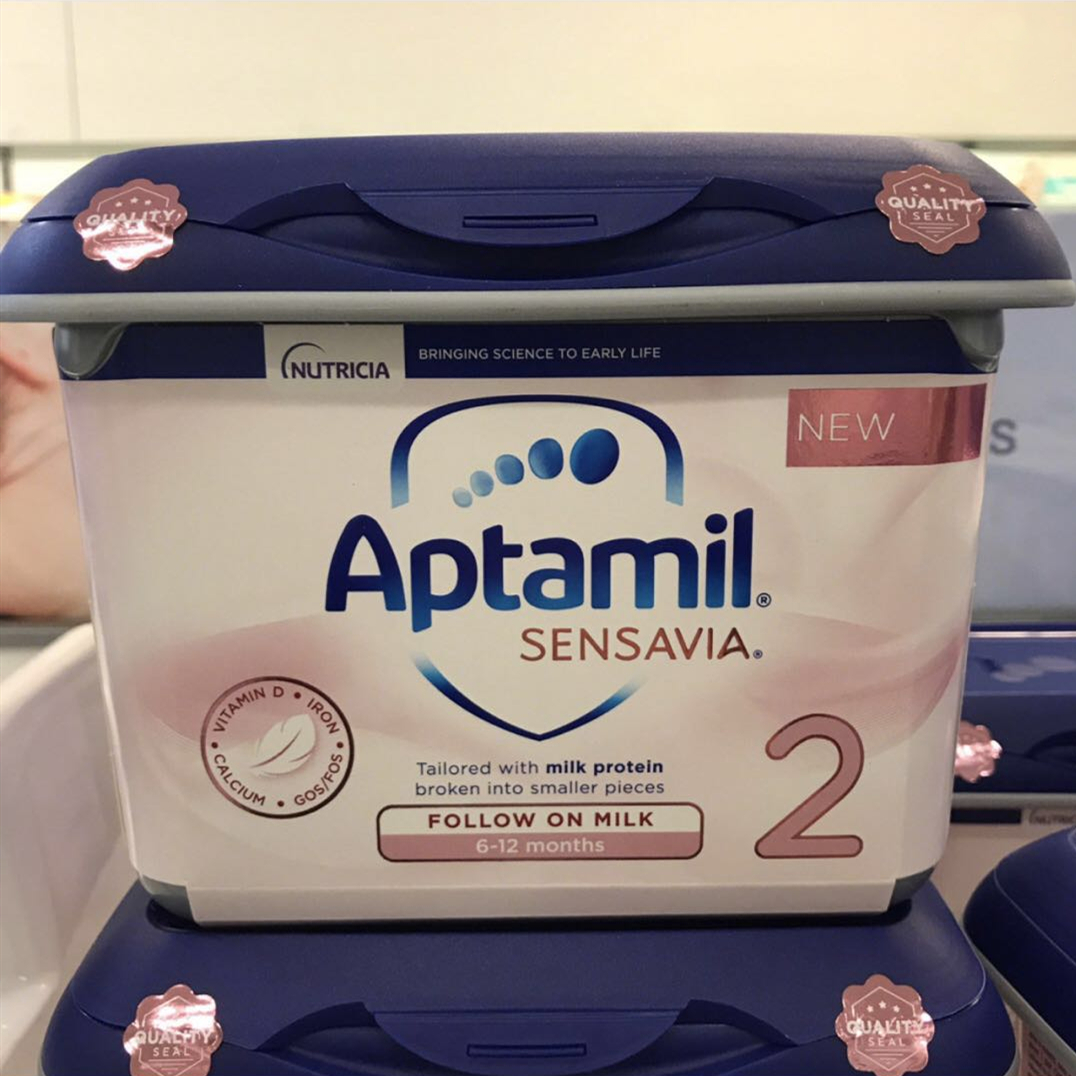 QUALITY
QUALITY
SEAL
NUTRICIA
BRINGING SCIENCE TO EARLY LIFE
NEW
S
Aptamil®
SENSAVIA®
VITAMIN D • IRON • GOS/FOS • CALCIUM •
Tailored with milk protein
broken into smaller pieces
FOLLOW ON MILK
6-12 months
2
QUALITY
SEAL
QUALITY
SEAL